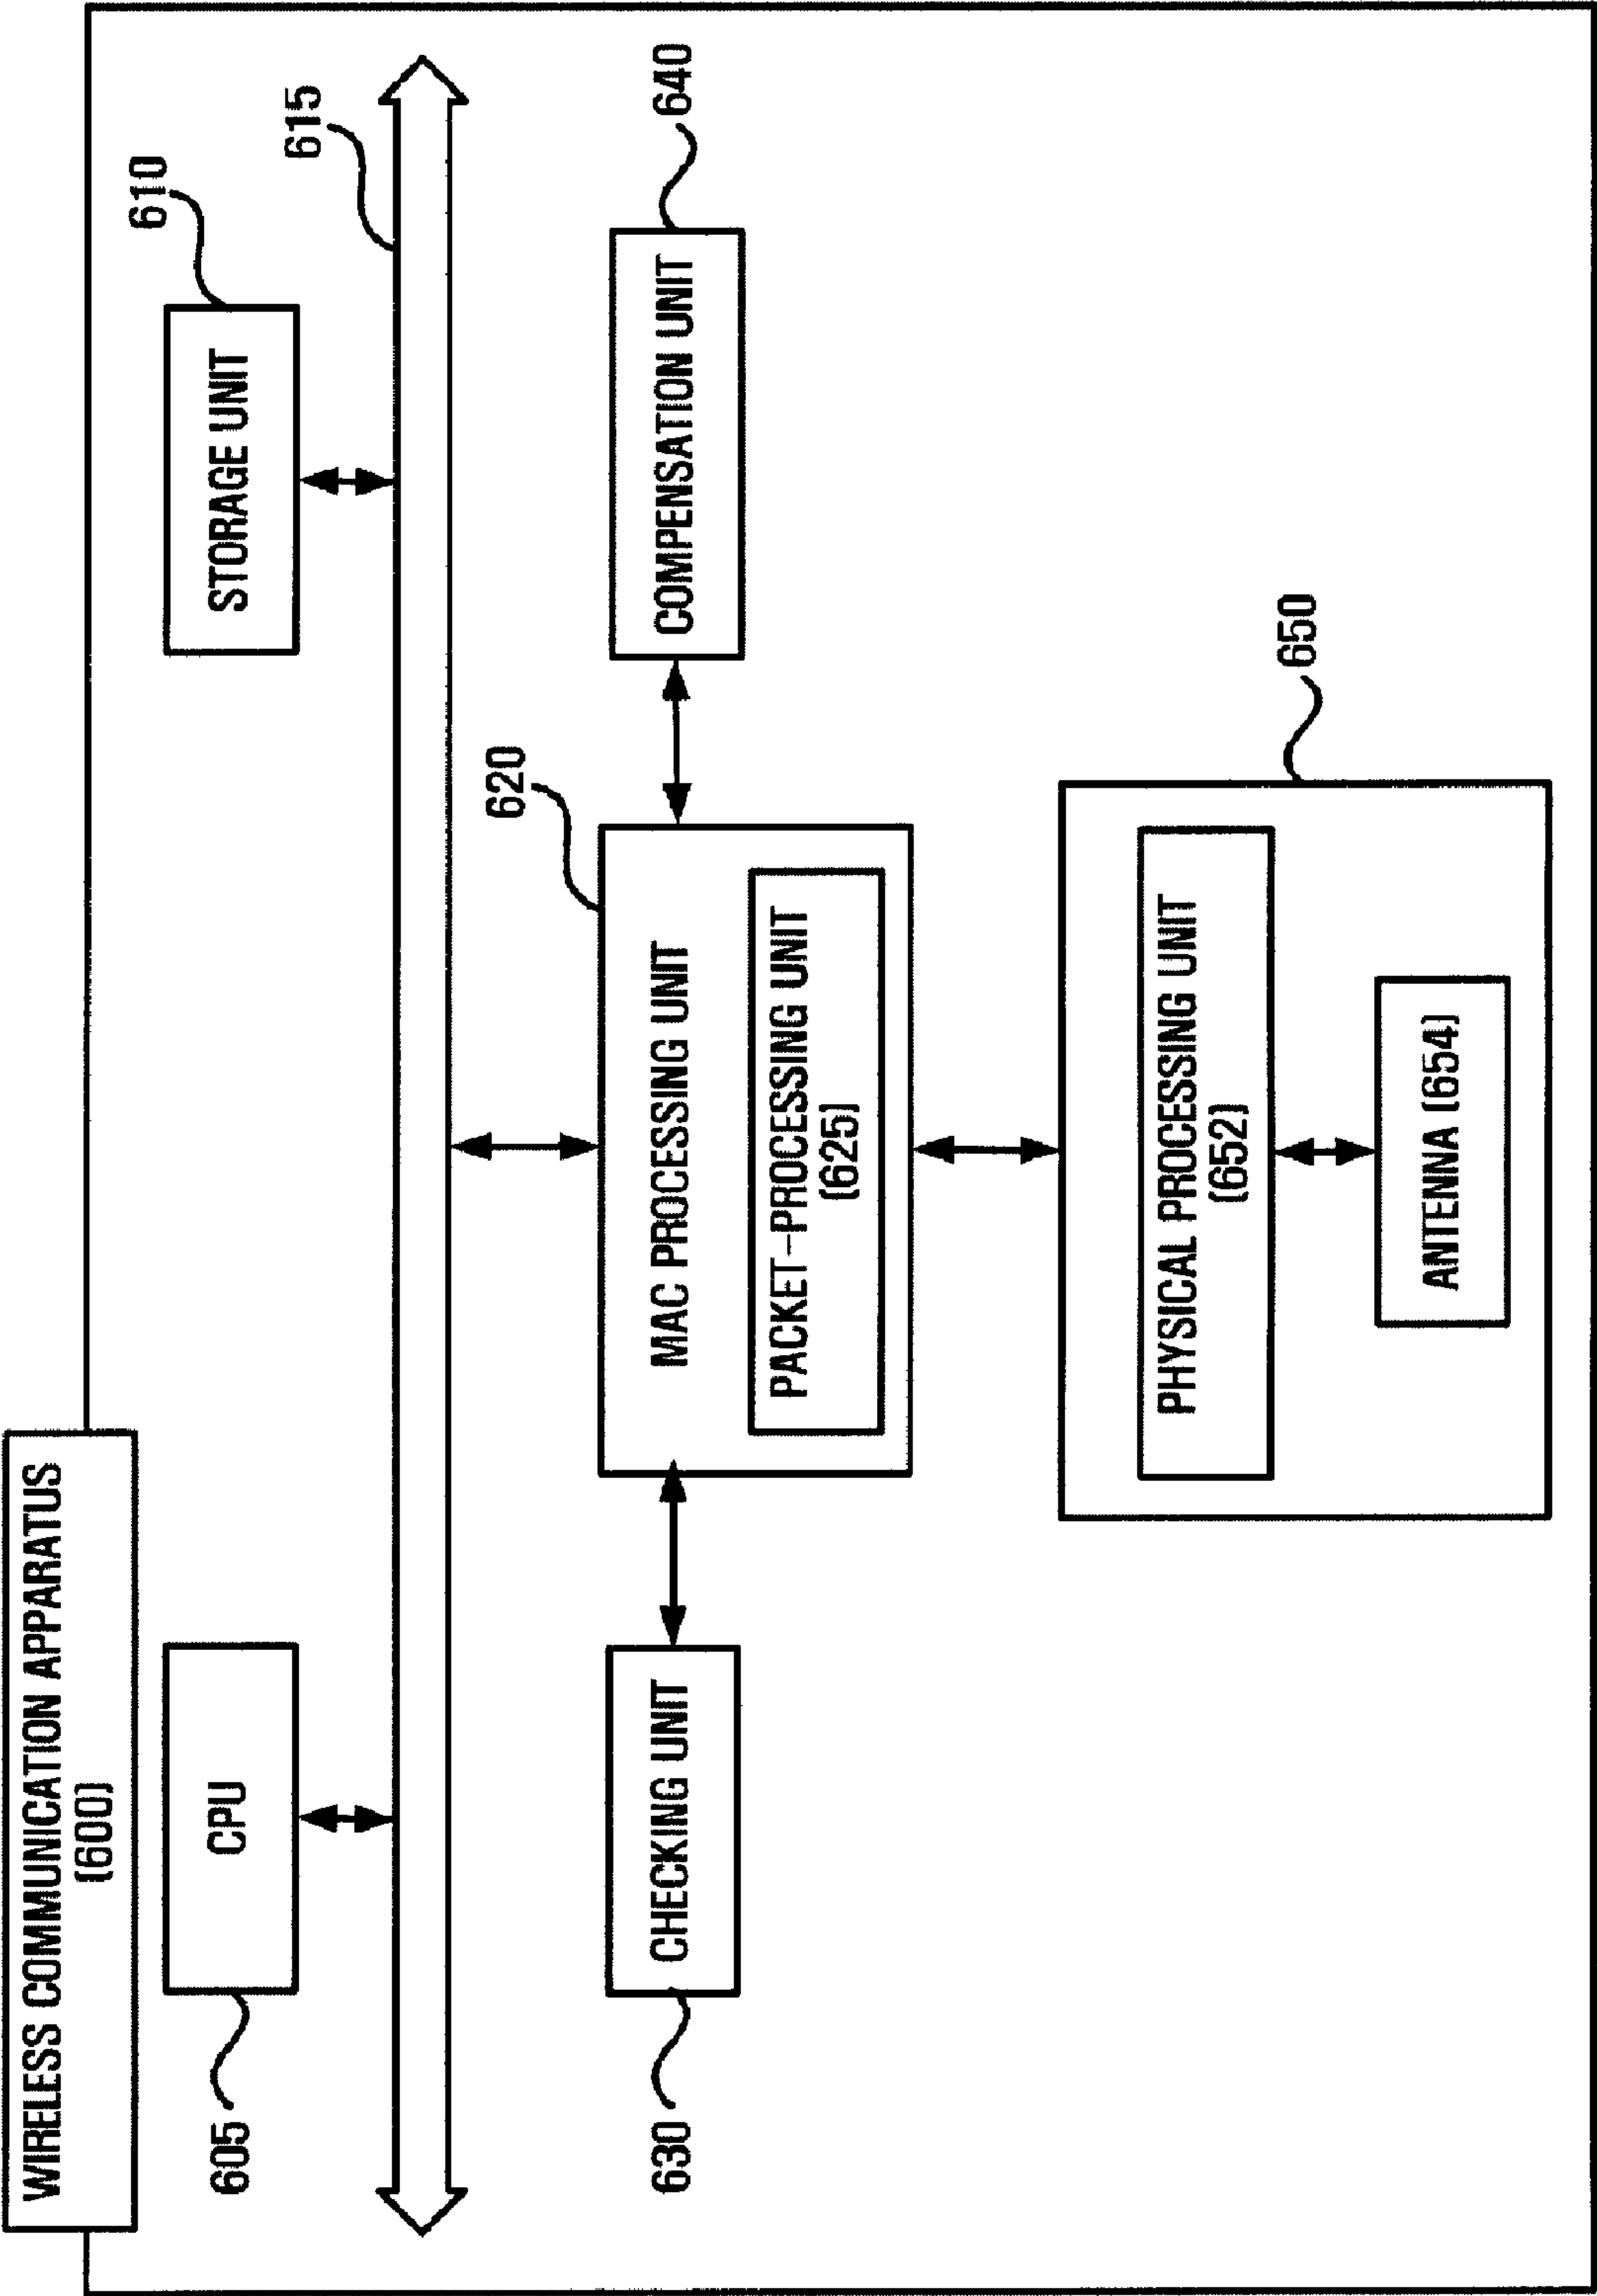 WIRELESS COMMUNICATION APPARATUS
(600)
605
CPU
STORAGE UNIT
610
615
620
630
CHECKING UNIT
MAC PROCESSING UNIT
PACKET-PROCESSING UNIT
(625)
COMPENSATION UNIT
640
650
PHYSICAL PROCESSING UNIT
(652)
ANTENNA (654)